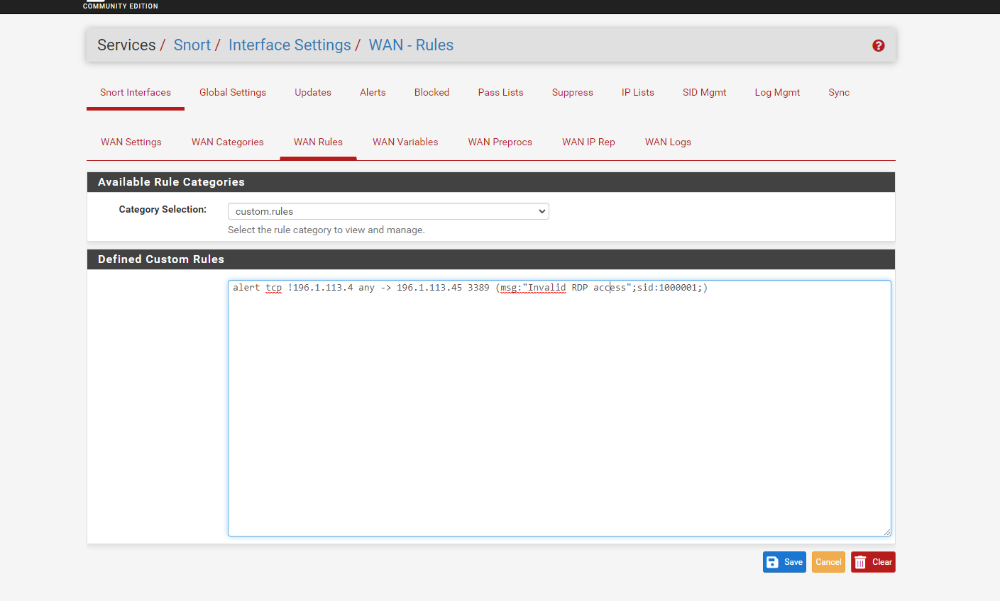 COMMUNITY EDITION
Services / Snort / Interface Settings / WAN - Rules
Snort Interfaces Global Settings Updates Alerts Blocked Pass Lists Suppress IP Lists SID Mgmt Log Mgmt Sync
WAN Settings WAN Categories WAN Rules WAN Variables WAN Preprocs WAN IP Rep WAN Logs
Available Rule Categories
Category Selection: custom.rules
Select the rule category to view and manage.
Defined Custom Rules
alert tcp !196.1.113.4 any -> 196.1.113.45 3389 (msg:"Invalid RDP access";sid:1000001;)
Save Cancel Clear